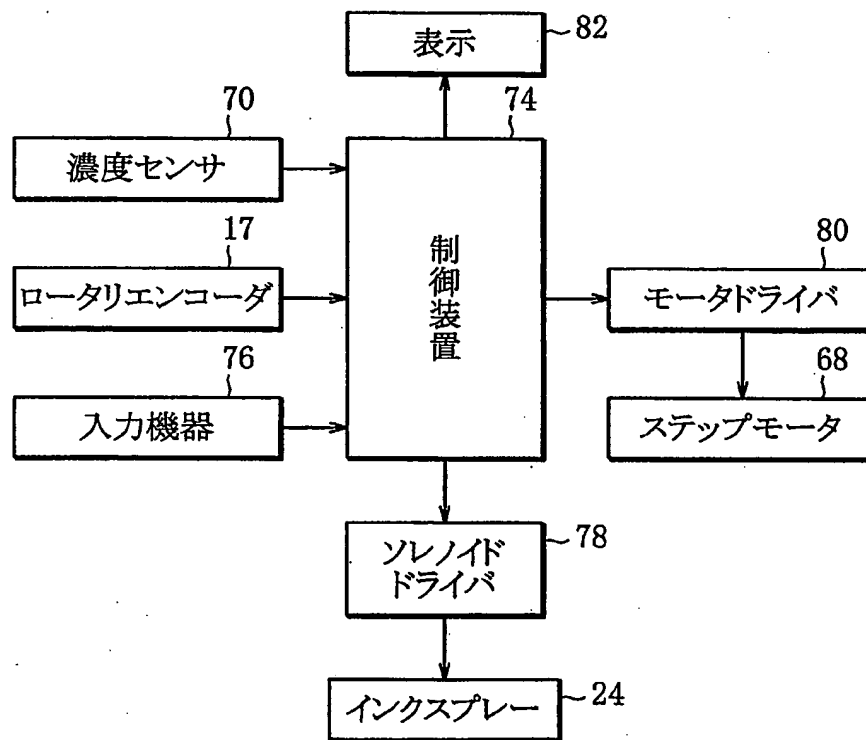 表示
82
70
濃度センサ
74
制御装置
17
ロータリエンコーダ
80
モータドライバ
76
入力機器
68
ステップモータ
ソレノイド
ドライバ
78
インクスプレー
24